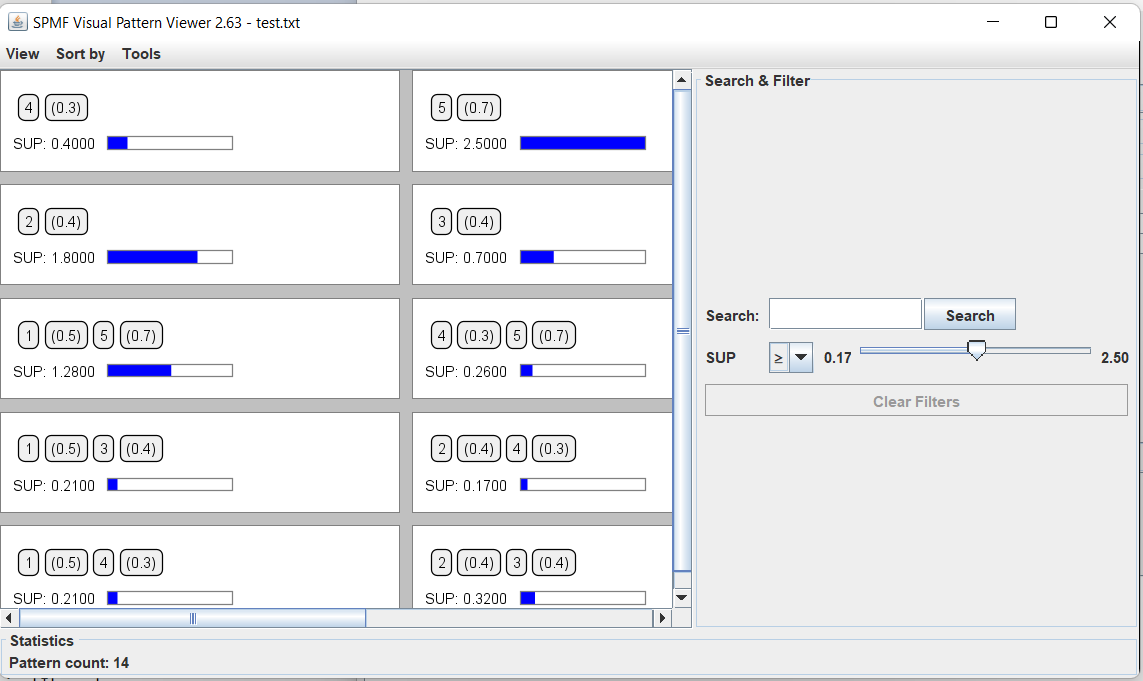 SPMF Visual Pattern Viewer 2.63 - test.txt
View Sort by Tools
4 (0.3)
SUP: 0.4000
5 (0.7)
SUP: 2.5000
2 (0.4)
SUP: 1.8000
3 (0.4)
SUP: 0.7000
1 (0.5) 5 (0.7)
SUP: 1.2800
4 (0.3) 5 (0.7)
SUP: 0.2600
1 (0.5) 3 (0.4)
SUP: 0.2100
2 (0.4) 4 (0.3)
SUP: 0.1700
1 (0.5) 4 (0.3)
SUP: 0.2100
2 (0.4) 3 (0.4)
SUP: 0.3200
Search & Filter
Search: Search
SUP ≥ 0.17 2.50
Clear Filters
Statistics
Pattern count: 14